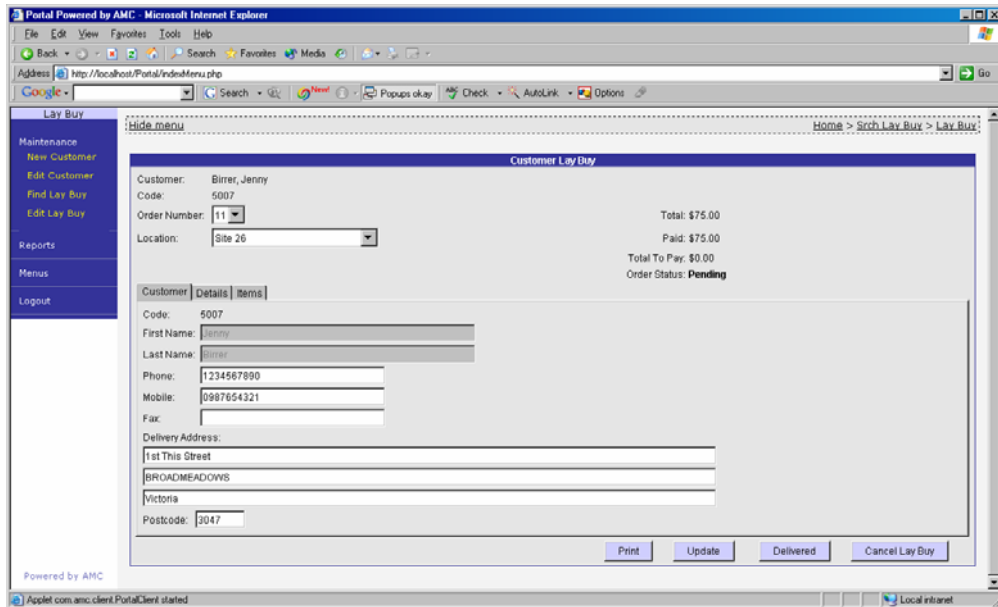 Portal Powered by AMC - Microsoft Internet Explorer
File Edit View Favorites Tools Help
Back Search Favorites Media
Address http://localhost/Portal/indexMenu.php Go
Google Search New! Popups okay Check AutoLink Options
Lay Buy
Hide menu Home > Srch Lay Buy > Lay Buy
Maintenance
New Customer
Edit Customer
Find Lay Buy
Edit Lay Buy
Reports
Menus
Logout
Powered by AMC
Customer Lay Buy
Customer: Birrer, Jenny
Code: 5007
Order Number: 11 Total: $75.00
Location: Site 26 Paid: $75.00
Total To Pay: $0.00
Order Status: Pending
Customer Details Items
Code: 5007
First Name: Jenny
Last Name: Birrer
Phone: 1234567890
Mobile: 0987654321
Fax:
Delivery Address:
1st This Street
BROADMEADOWS
Victoria
Postcode: 3047
Print Update Delivered Cancel Lay Buy
Applet com.amc.client.PortalClient started Local intranet